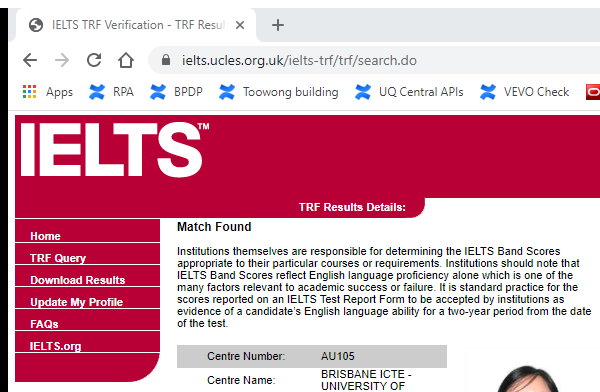 IELTS TRF Verification - TRF Resul
ielts.ucles.org.uk/ielts-trf/trf/search.do
Apps RPA BPDP Toowong building UQ Central APIs VEVO Check
IELTS™
TRF Results Details:
Home
TRF Query
Download Results
Update My Profile
FAQs
IELTS.org
Match Found
Institutions themselves are responsible for determining the IELTS Band Scores
appropriate to their particular courses or requirements. Institutions should note that
IELTS Band Scores reflect English language proficiency alone which is one of the
many factors relevant to academic success or failure. It is standard practice for the
scores reported on an IELTS Test Report Form to be accepted by institutions as
evidence of a candidate's English language ability for a two-year period from the date
of the test.
Centre Number: AU105
Centre Name: BRISBANE ICTE -
UNIVERSITY OF